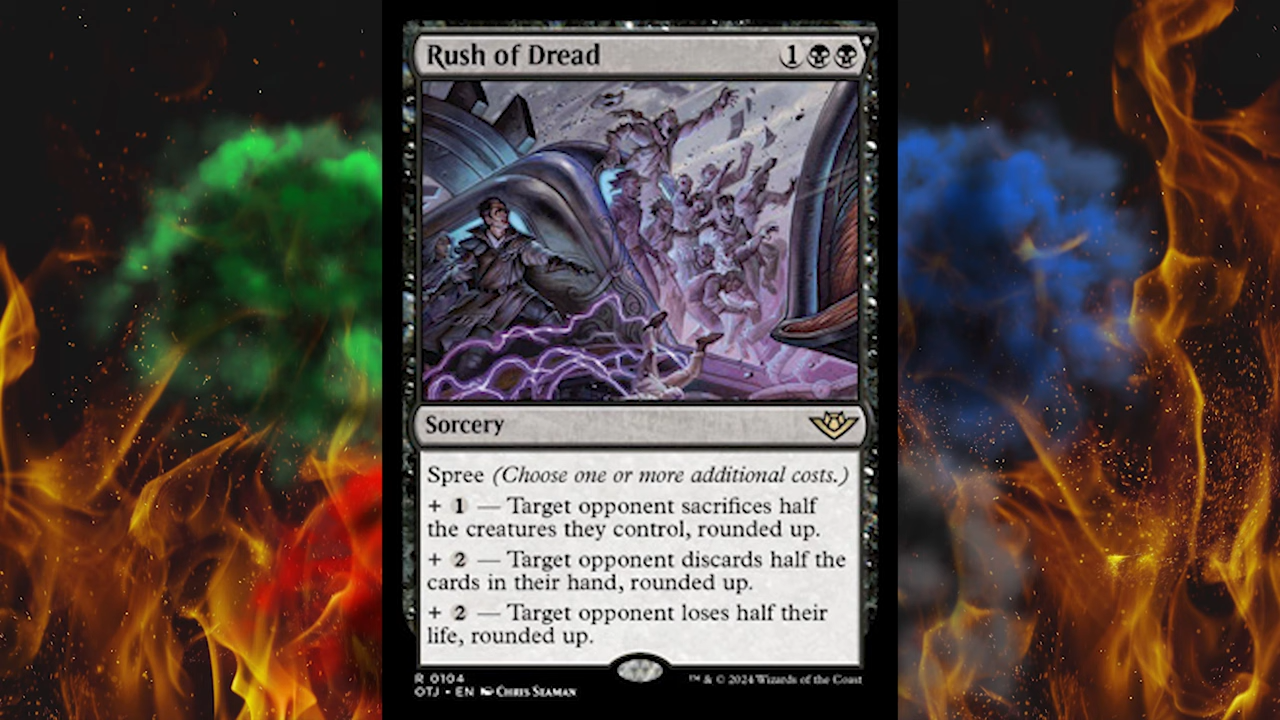 Rush of Dread 1
Sorcery
Spree (Choose one or more additional costs.)
+ 1 — Target opponent sacrifices half
the creatures they control, rounded up.
+ 2 — Target opponent discards half the
cards in their hand, rounded up.
+ 2 — Target opponent loses half their
life, rounded up.
R 0104
OTJ • EN Chris Seaman
™ & © 2024 Wizards of the Coast